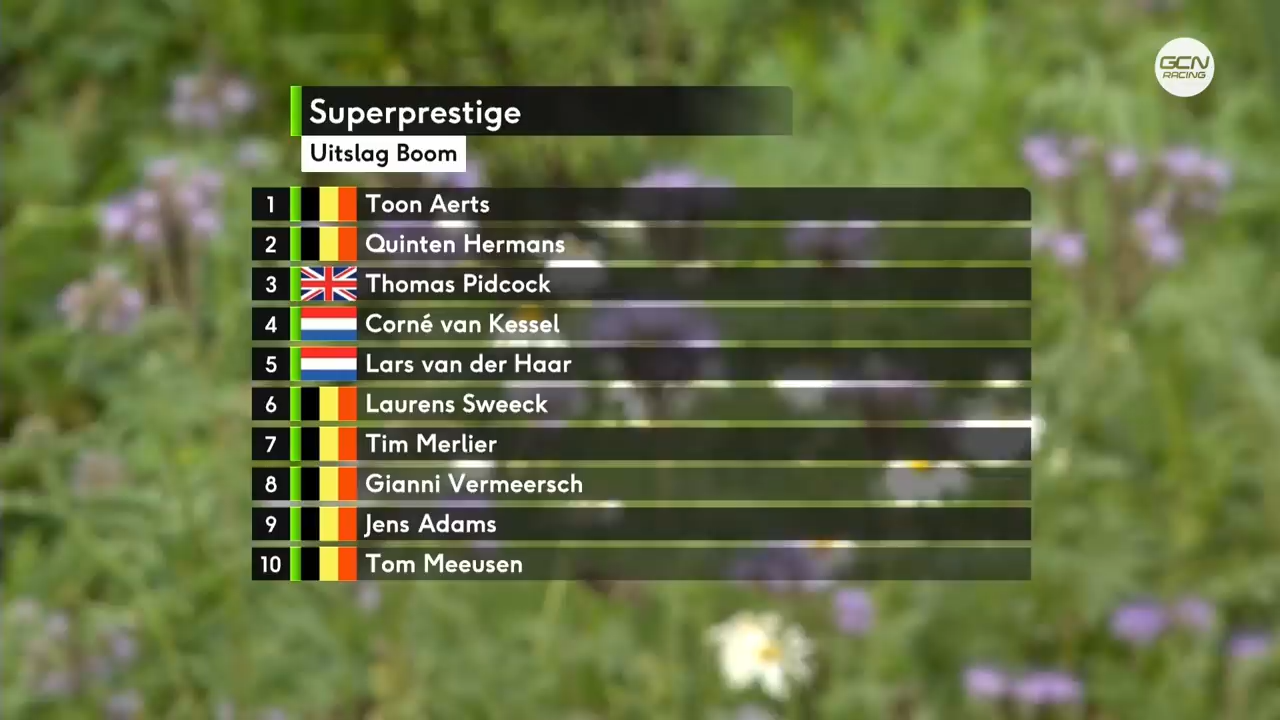 GCN
RACING
Superprestige
Uitslag Boom
1 Toon Aerts
2 Quinten Hermans
3 Thomas Pidcock
4 Corné van Kessel
5 Lars van der Haar
6 Laurens Sweeck
7 Tim Merlier
8 Gianni Vermeersch
9 Jens Adams
10 Tom Meeusen